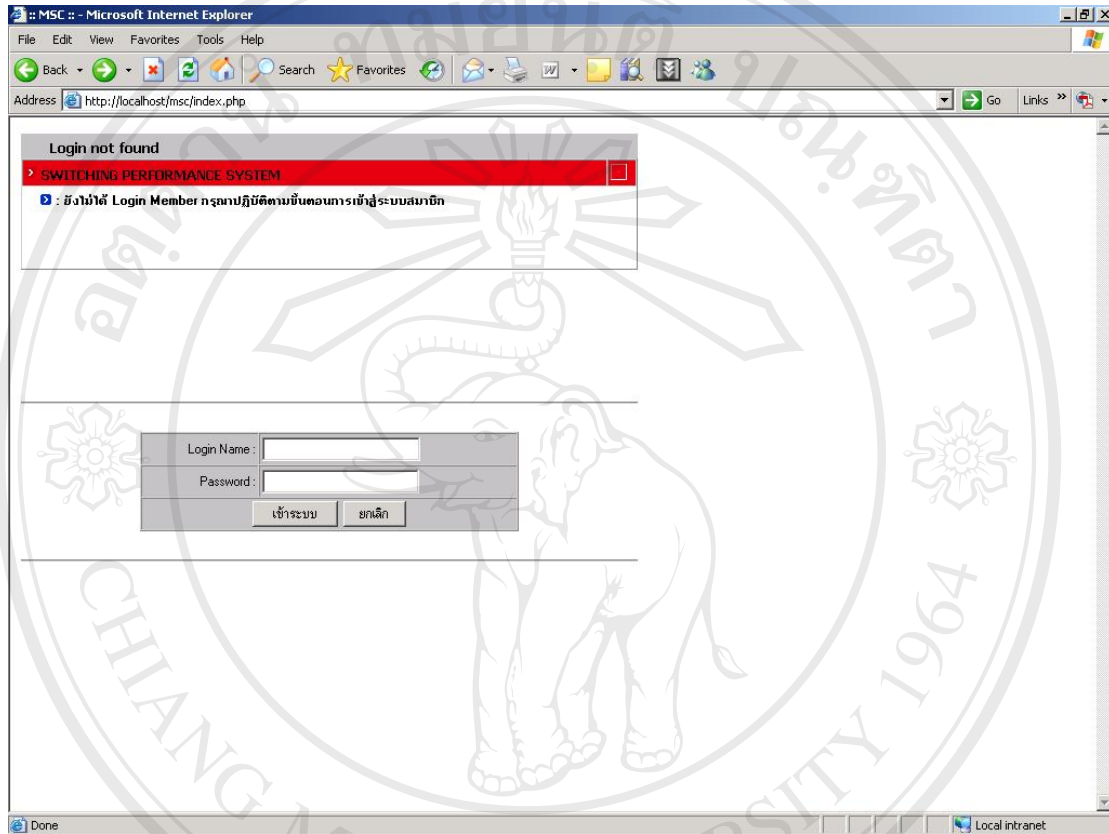 :: MSC :: - Microsoft Internet Explorer
File Edit View Favorites Tools Help
Back Search Favorites
Address http://localhost/msc/index.php Go Links »
Login not found
SWITCHING PERFORMANCE SYSTEM
: ยังไม่ได้ Login Member กรุณาปฏิบัติตามขั้นตอนการเข้าสู่ระบบสมาชิก
Login Name :
Password :
เข้าระบบ ยกเลิก
CHIANG M RSITY 1964
Done Local intranet